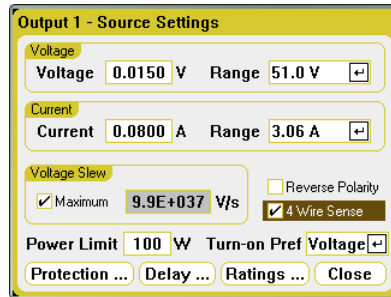 Output 1 - Source Settings
Voltage
Voltage 0.0150 V Range 51.0 V
Current
Current 0.0800 A Range 3.06 A
Voltage Slew
Maximum 9.9E+037 V/s
Reverse Polarity
4 Wire Sense
Power Limit 100 W Turn-on Pref Voltage
Protection ... Delay ... Ratings ... Close